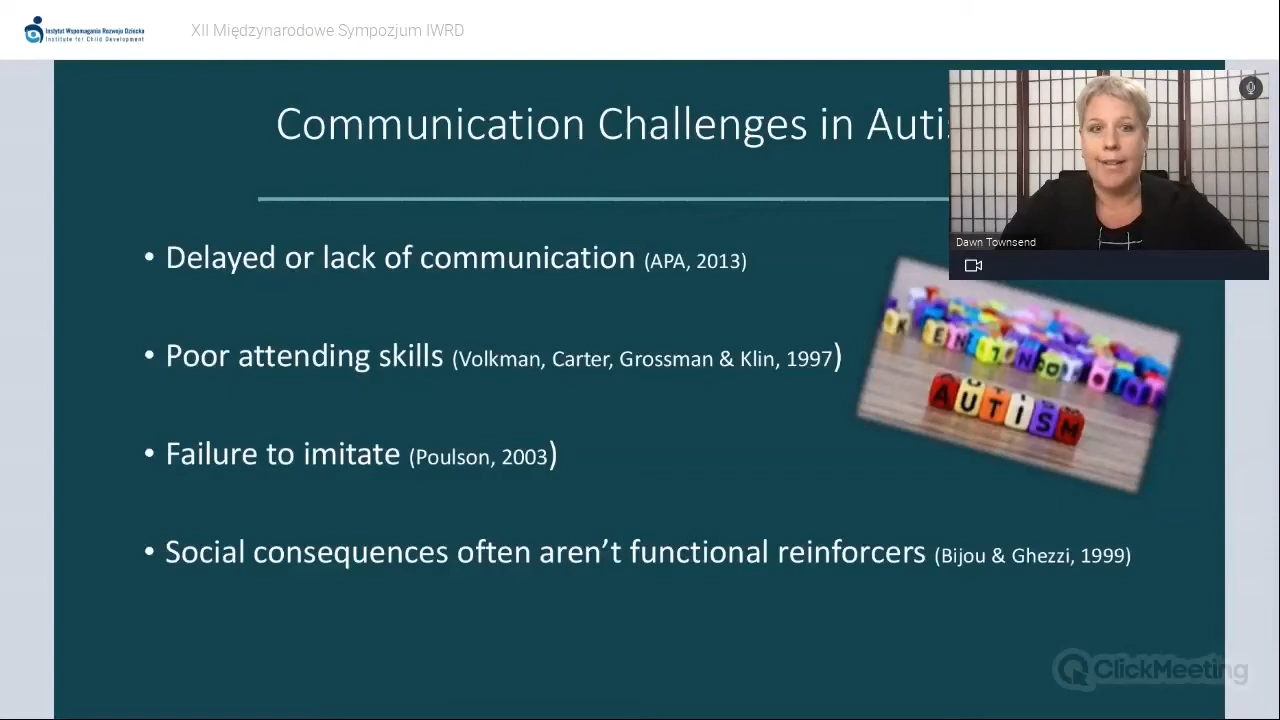 Instytut Wspomagania Rozwoju Dziecka
Institute for Child Development
XII Międzynarodowe Sympozjum IWRD
Communication Challenges in Auti
Dawn Townsend
• Delayed or lack of communication (APA, 2013)
• Poor attending skills (Volkman, Carter, Grossman & Klin, 1997)
AUTiSM
• Failure to imitate (Poulson, 2003)
• Social consequences often aren’t functional reinforcers (Bijou & Ghezzi, 1999)
ClickMeeting